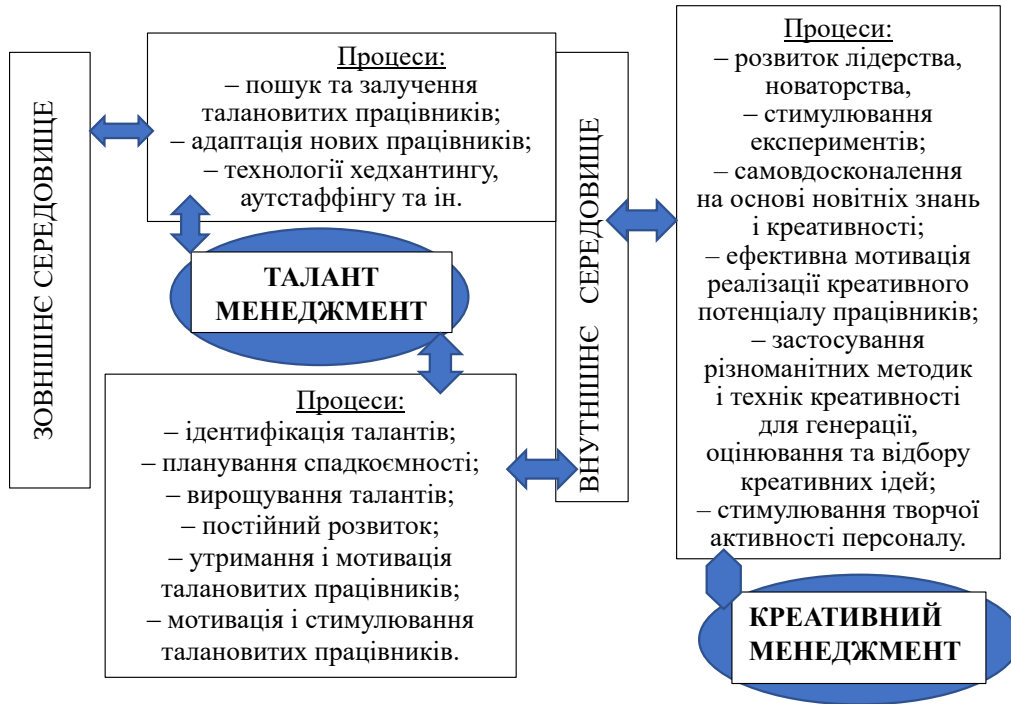 ЗОВНІШНЄ СЕРЕДОВИЩЕ
Процеси:
– пошук та залучення
талановитих працівників;
– адаптація нових працівників;
– технології хедхантингу,
аутстаффінгу та ін.
ТАЛАНТ
МЕНЕДЖМЕНТ
Процеси:
– ідентифікація талантів;
– планування спадкоємності;
– вирощування талантів;
– постійний розвиток;
– утримання і мотивація
талановитих працівників;
– мотивація і стимулювання
талановитих працівників.
ВНУТНІШНЄ СЕРЕДОВИЩЕ
Процеси:
– розвиток лідерства,
новаторства,
– стимулювання
експериментів;
– самовдосконалення
на основі новітніх знань
і креативності;
– ефективна мотивація
реалізації креативного
потенціалу працівників;
– застосування
різноманітних методик
і технік креативності
для генерації,
оцінювання та відбору
креативних ідей;
– стимулювання творчої
активності персоналу.
КРЕАТИВНИЙ
МЕНЕДЖМЕНТ